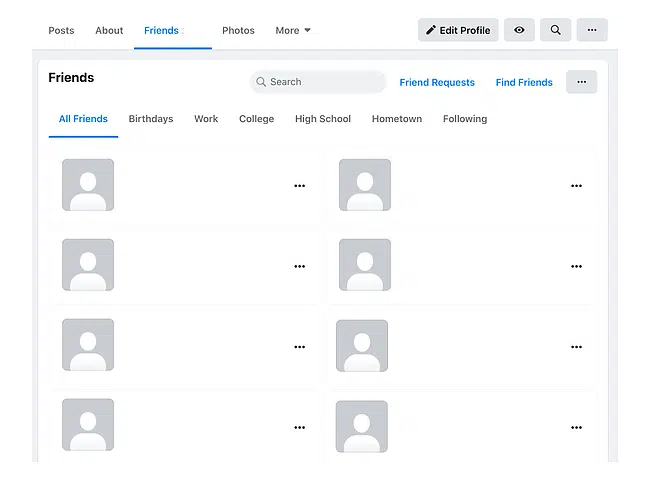 Posts About Friends Photos More Edit Profile
Friends Search Friend Requests Find Friends
All Friends Birthdays Work College High School Hometown Following